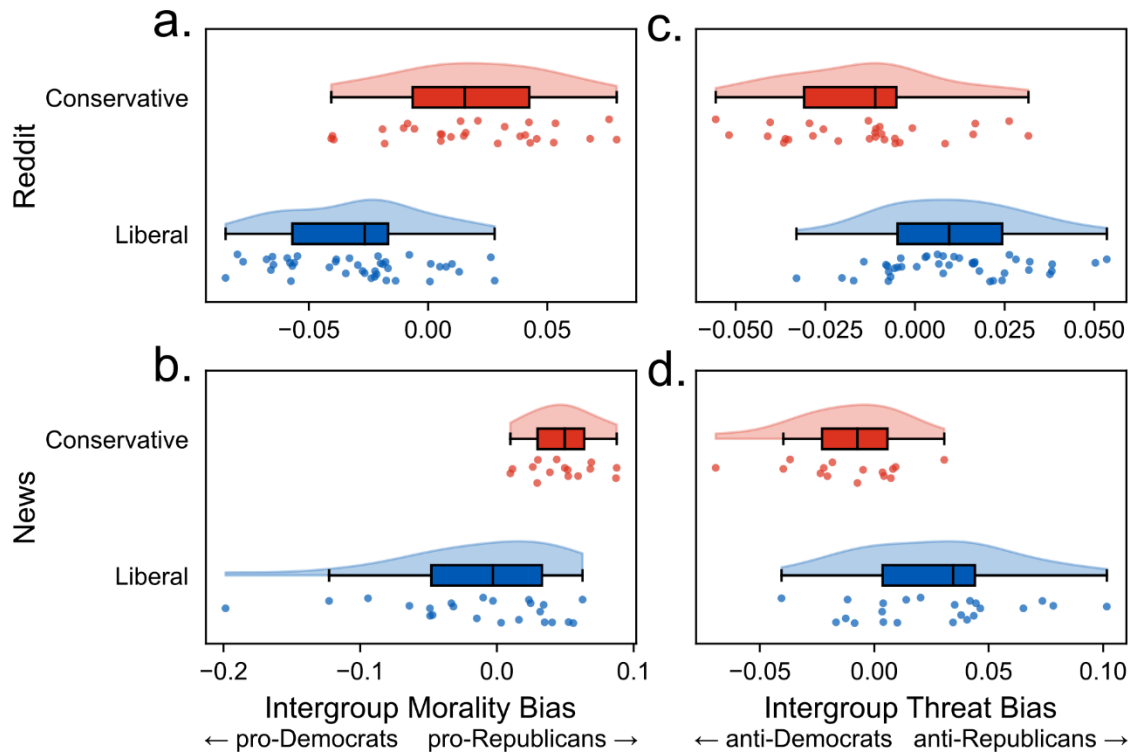 a.
c.
Reddit
Conservative
Liberal
−0.05 0.00 0.05
−0.050 −0.025 0.000 0.025 0.050
b.
d.
News
Conservative
Liberal
−0.2 −0.1 0.0 0.1
−0.05 0.00 0.05 0.10
Intergroup Morality Bias
← pro-Democrats pro-Republicans →
Intergroup Threat Bias
← anti-Democrats anti-Republicans →